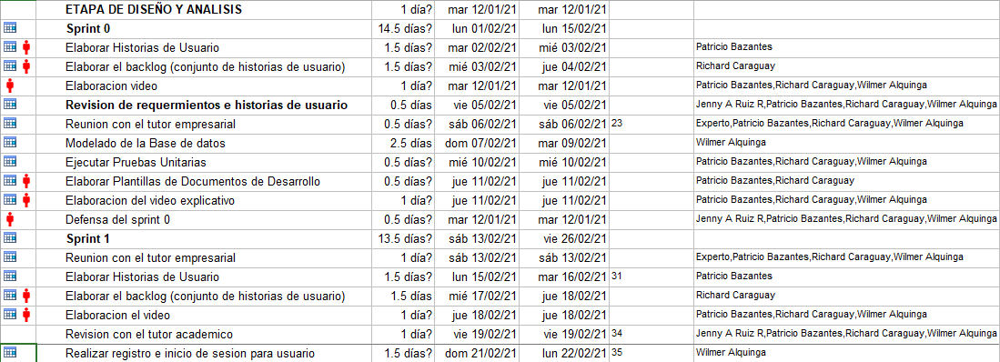 ETAPA DE DISEÑO Y ANALISIS 1 día? mar 12/01/21 mar 12/01/21
Sprint 0 14.5 días? lun 01/02/21 lun 15/02/21
Elaborar Historias de Usuario 1.5 días? mar 02/02/21 mié 03/02/21 Patricio Bazantes
Elaborar el backlog (conjunto de historias de usuario) 1.5 días? mié 03/02/21 jue 04/02/21 Richard Caraguay
Elaboracion video 1 día? mar 12/01/21 mar 12/01/21 Patricio Bazantes,Richard Caraguay,Wilmer Alquinga
Revision de requermientos e historias de usuario 0.5 días vie 05/02/21 vie 05/02/21 Jenny A Ruiz R,Patricio Bazantes,Richard Caraguay,Wilmer Alquinga
Reunion con el tutor empresarial 0.5 días? sáb 06/02/21 sáb 06/02/21 23 Experto,Patricio Bazantes,Richard Caraguay,Wilmer Alquinga
Modelado de la Base de datos 2.5 días dom 07/02/21 mar 09/02/21 Wilmer Alquinga
Ejecutar Pruebas Unitarias 0.5 días mié 10/02/21 mié 10/02/21 Patricio Bazantes,Richard Caraguay,Wilmer Alquinga
Elaborar Plantillas de Documentos de Desarrollo 0.5 días? jue 11/02/21 jue 11/02/21 Patricio Bazantes,Richard Caraguay
Elaboracion del video explicativo 1 día? jue 11/02/21 jue 11/02/21 Patricio Bazantes,Richard Caraguay,Wilmer Alquinga
Defensa del sprint 0 0.5 días? mar 12/01/21 mar 12/01/21 Jenny A Ruiz R,Patricio Bazantes,Richard Caraguay,Wilmer Alquinga
Sprint 1 13.5 días? sáb 13/02/21 vie 26/02/21
Reunion con el tutor empresarial 1 día? sáb 13/02/21 sáb 13/02/21 Experto,Patricio Bazantes,Richard Caraguay,Wilmer Alquinga
Elaborar Historias de Usuario 1.5 días? lun 15/02/21 mar 16/02/21 31 Patricio Bazantes
Elaborar el backlog (conjunto de historias de usuario) 1.5 días mié 17/02/21 jue 18/02/21 Richard Caraguay
Elaboracion el video 1 día? jue 18/02/21 jue 18/02/21 Patricio Bazantes,Richard Caraguay,Wilmer Alquinga
Revision con el tutor academico 1 día? vie 19/02/21 vie 19/02/21 34 Jenny A Ruiz R,Patricio Bazantes,Richard Caraguay,Wilmer Alquinga
Realizar registro e inicio de sesion para usuario 1.5 días? dom 21/02/21 lun 22/02/21 35 Wilmer Alquinga